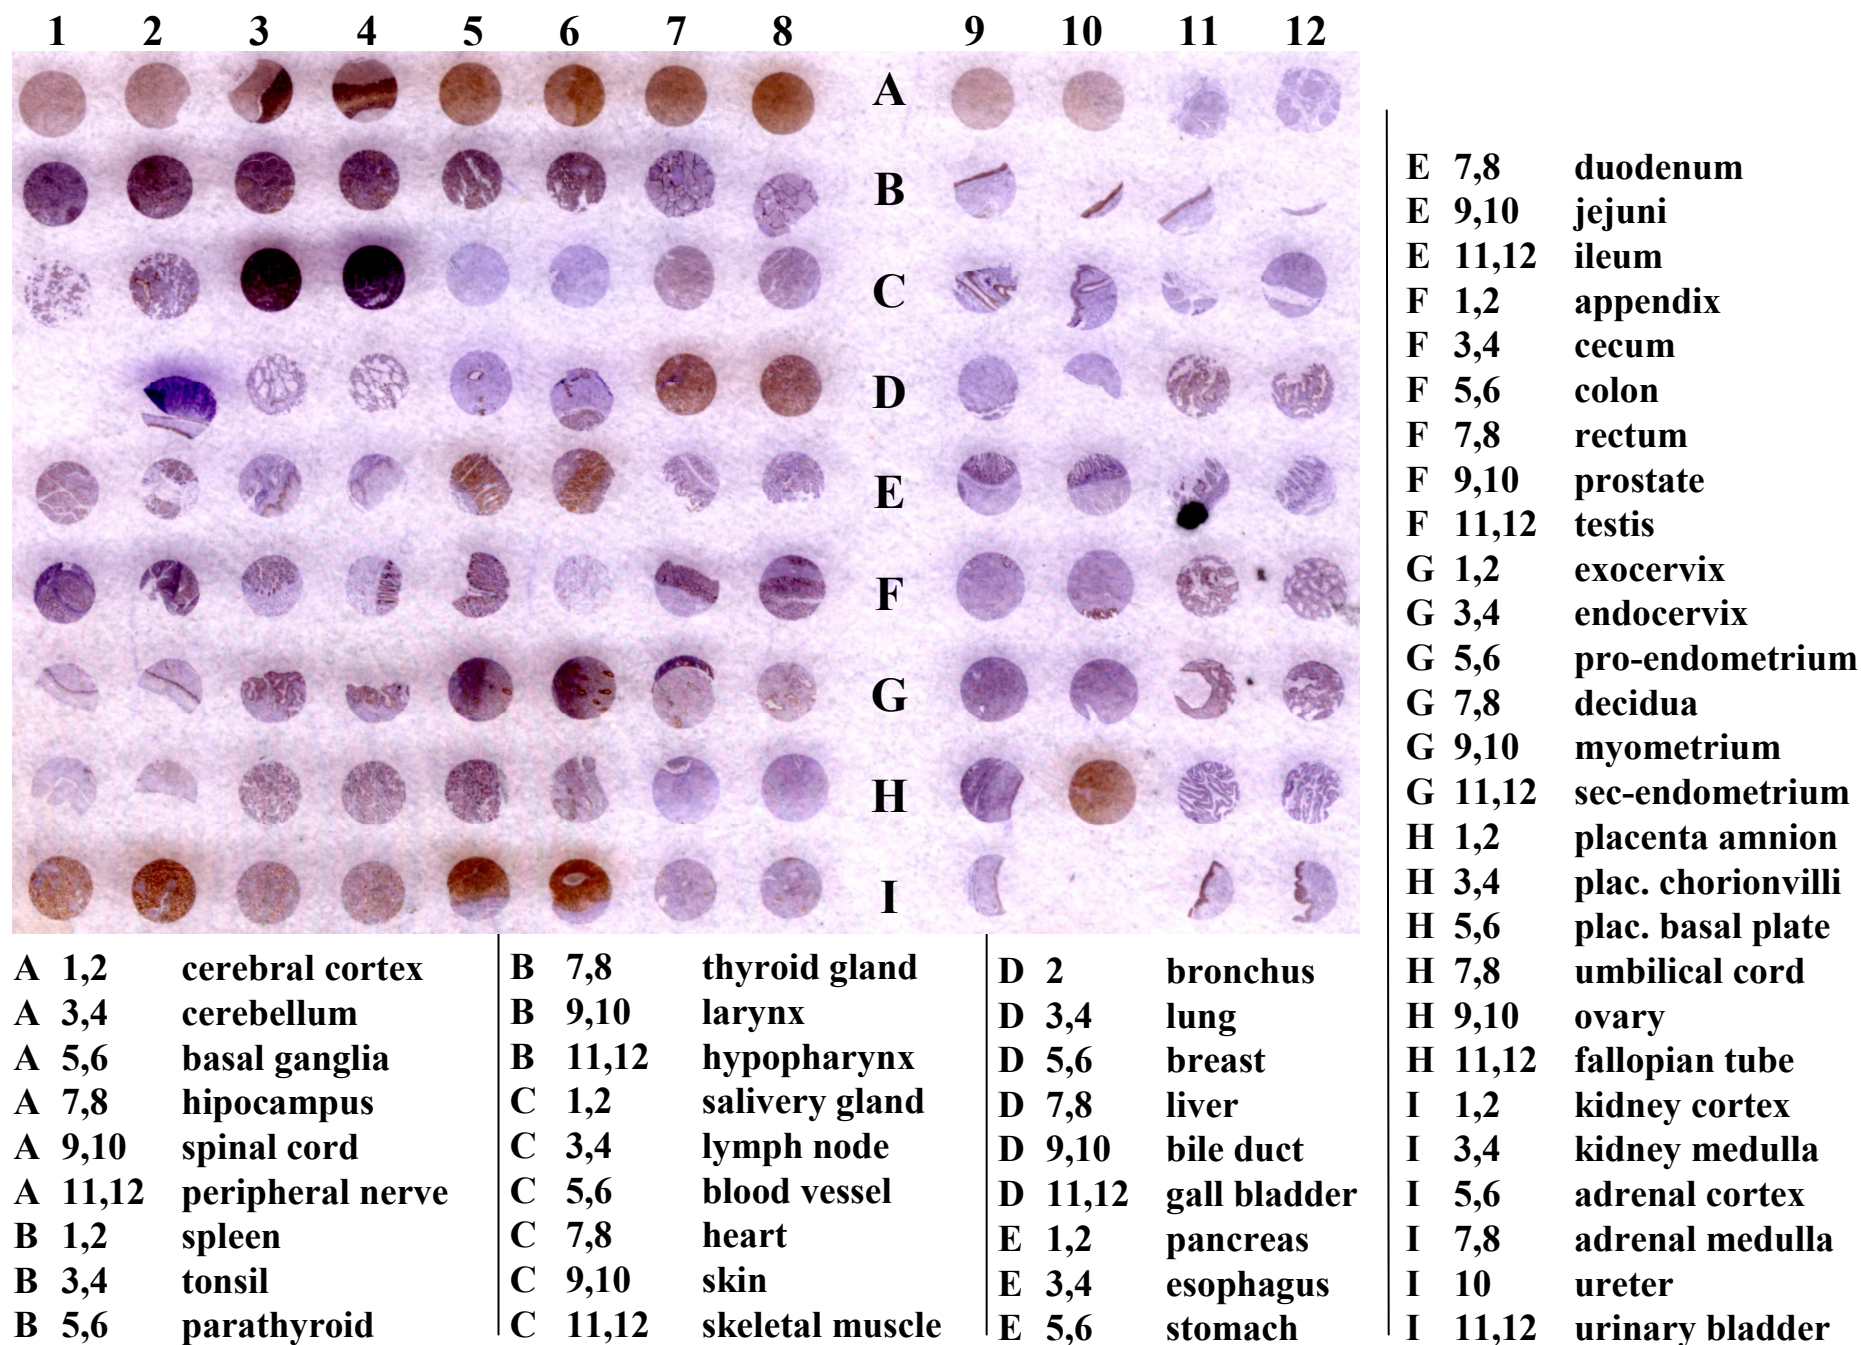 1 2 3 4 5 6 7 8 9 10 11 12
A
B
C
D
E
F
G
H
I
E 7,8 duodenum
E 9,10 jejuni
E 11,12 ileum
F 1,2 appendix
F 3,4 cecum
F 5,6 colon
F 7,8 rectum
F 9,10 prostate
F 11,12 testis
G 1,2 exocervix
G 3,4 endocervix
G 5,6 pro-endometrium
G 7,8 decidua
G 9,10 myometrium
G 11,12 sec-endometrium
H 1,2 placenta amnion
H 3,4 plac. chorionvilli
H 5,6 plac. basal plate
H 7,8 umbilical cord
H 9,10 ovary
H 11,12 fallopian tube
I 1,2 kidney cortex
I 3,4 kidney medulla
I 5,6 adrenal cortex
I 7,8 adrenal medulla
I 10 ureter
I 11,12 urinary bladder
A 1,2 cerebral cortex
A 3,4 cerebellum
A 5,6 basal ganglia
A 7,8 hipocampus
A 9,10 spinal cord
A 11,12 peripheral nerve
B 1,2 spleen
B 3,4 tonsil
B 5,6 parathyroid
B 7,8 thyroid gland
B 9,10 larynx
B 11,12 hypopharynx
C 1,2 salivery gland
C 3,4 lymph node
C 5,6 blood vessel
C 7,8 heart
C 9,10 skin
C 11,12 skeletal muscle
D 2 bronchus
D 3,4 lung
D 5,6 breast
D 7,8 liver
D 9,10 bile duct
D 11,12 gall bladder
E 1,2 pancreas
E 3,4 esophagus
E 5,6 stomach